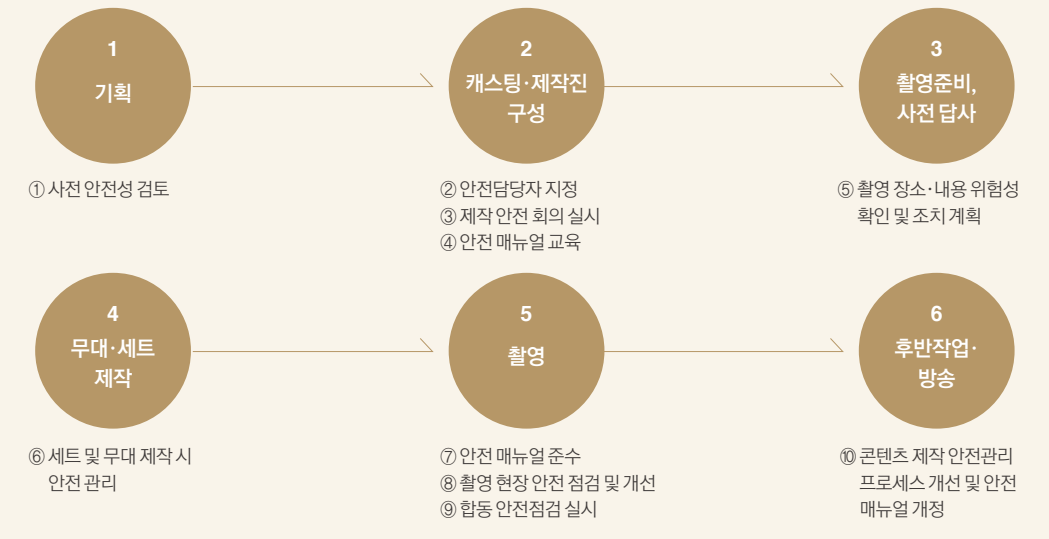 1
기획
① 사전 안전성 검토
2
캐스팅·제작진
구성
② 안전담당자 지정
③ 제작 안전 회의 실시
④ 안전 매뉴얼 교육
3
촬영준비,
사전 답사
⑤ 촬영 장소·내용 위험성
확인 및 조치 계획
4
무대·세트
제작
⑥ 세트 및 무대 제작 시
안전 관리
5
촬영
⑦ 안전 매뉴얼 준수
⑧ 촬영 현장 안전 점검 및 개선
⑨ 합동 안전점검 실시
6
후반작업·
방송
⑩ 콘텐츠 제작 안전관리
프로세스 개선 및 안전
매뉴얼 개정